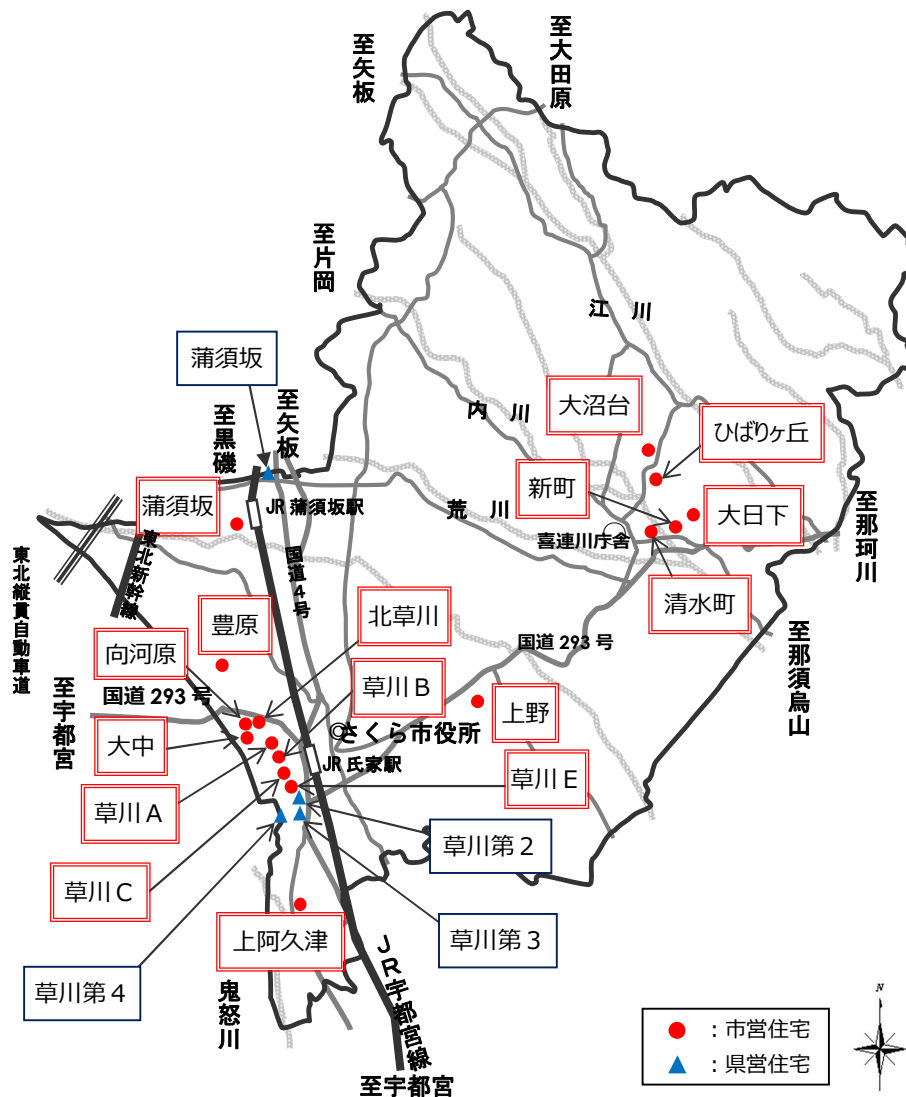 至矢板
至大田原
至片岡
江川
蒲須坂
大沼台
内川
ひばりヶ丘
至黒磯
至矢板
新町
蒲須坂
JR 蒲須坂駅
荒川
大日下
喜連川庁舎
至那珂川
東北縦貫自動車道
東北新幹線
国道4号
清水町
豊原
北草川
国道 293 号
至那須烏山
向河原
国道 293 号
草川B
上野
至宇都宮
◎さくら市役所
大中
JR 氏家駅
草川E
草川A
草川第2
草川C
上阿久津
草川第3
草川第4
鬼怒川
JR宇都宮線
至宇都宮
N
：市営住宅
：県営住宅